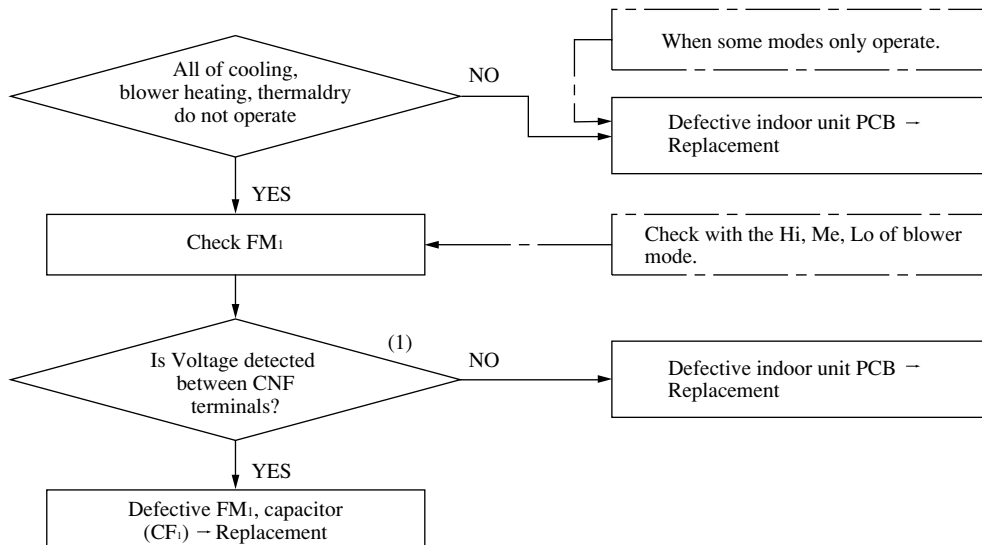 All of cooling,
blower heating, thermaldry
do not operate
NO
When some modes only operate.
Defective indoor unit PCB →
Replacement
YES
Check FM₁
Check with the Hi, Me, Lo of blower
mode.
(1)
Is Voltage detected
between CNF
terminals?
NO
Defective indoor unit PCB →
Replacement
YES
Defective FM₁, capacitor
(CF₁) → Replacement